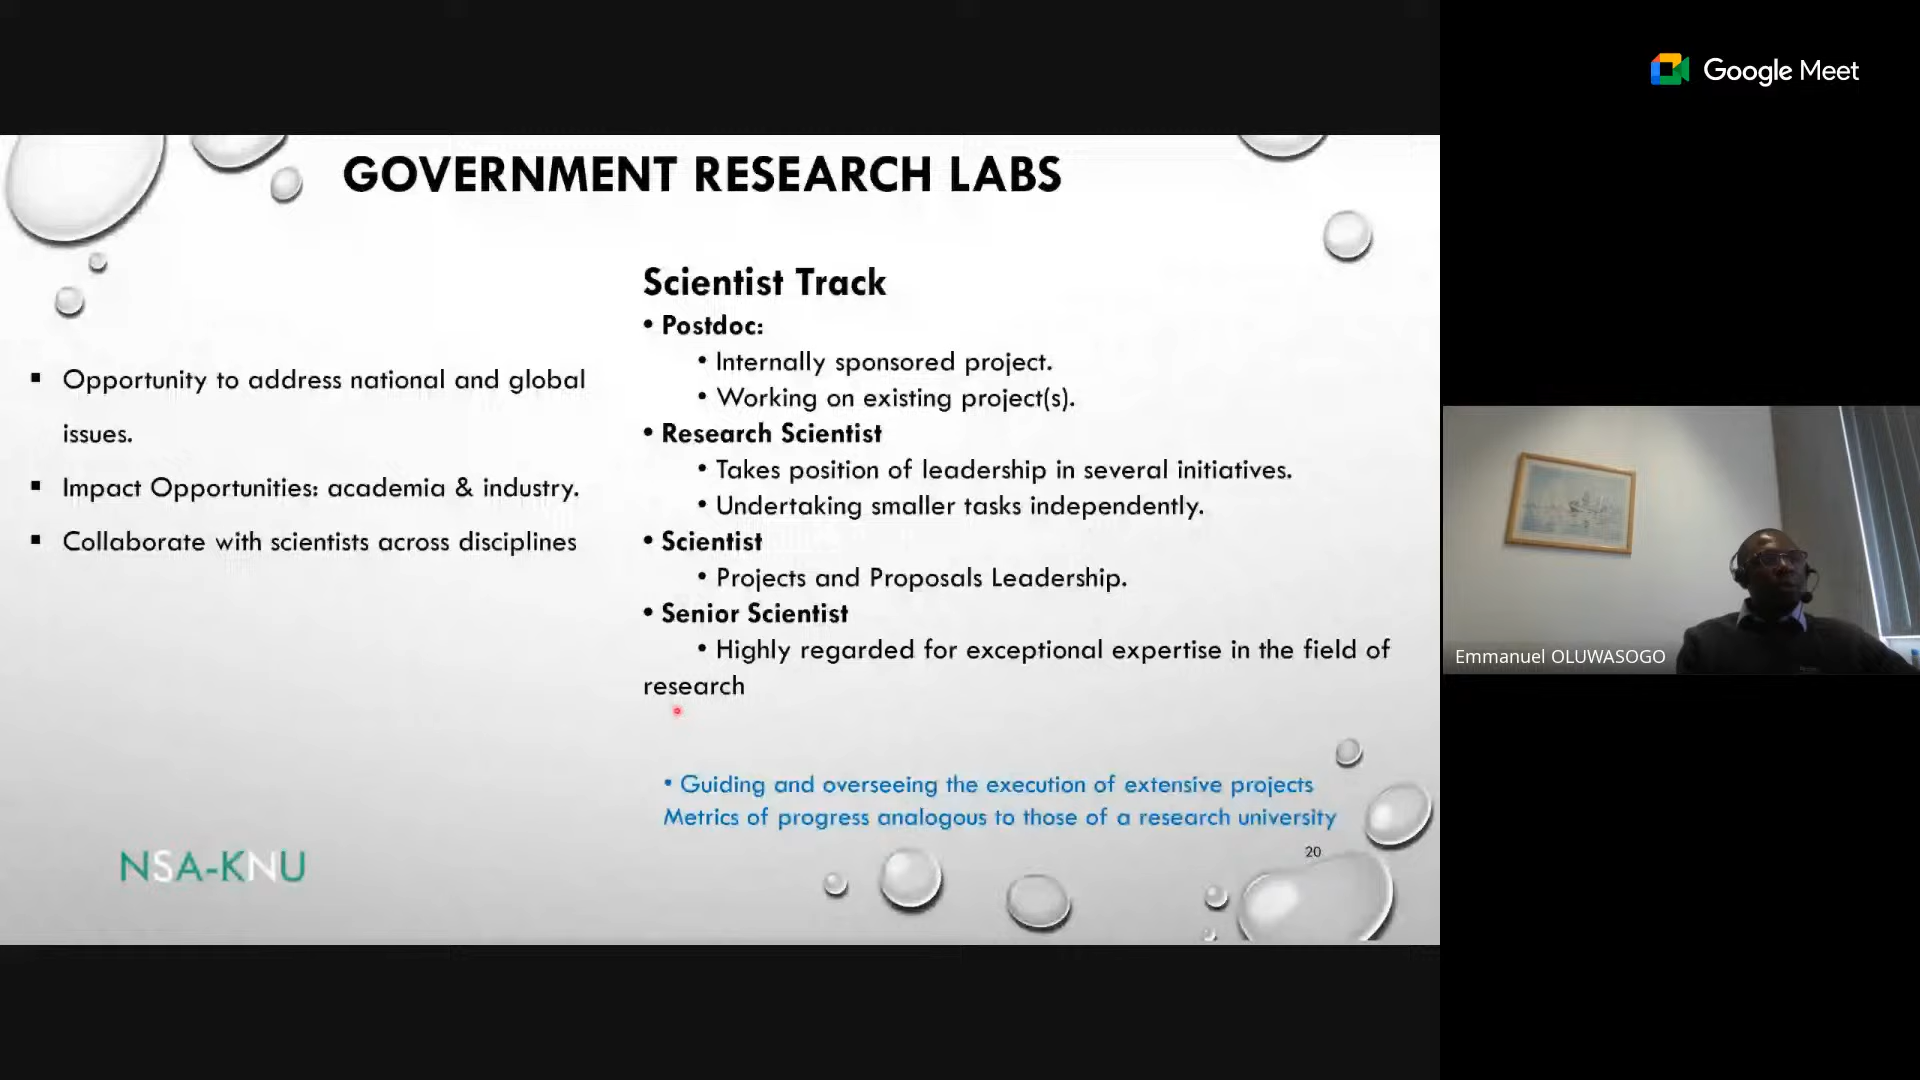 Google Meet
GOVERNMENT RESEARCH LABS
▪ Opportunity to address national and global
issues.
▪ Impact Opportunities: academia & industry.
▪ Collaborate with scientists across disciplines
Scientist Track
• Postdoc:
• Internally sponsored project.
• Working on existing project(s).
• Research Scientist
• Takes position of leadership in several initiatives.
• Undertaking smaller tasks independently.
• Scientist
• Projects and Proposals Leadership.
• Senior Scientist
• Highly regarded for exceptional expertise in the field of
research
• Guiding and overseeing the execution of extensive projects
Metrics of progress analogous to those of a research university
20
NSA-KNU
Emmanuel OLUWASOGO